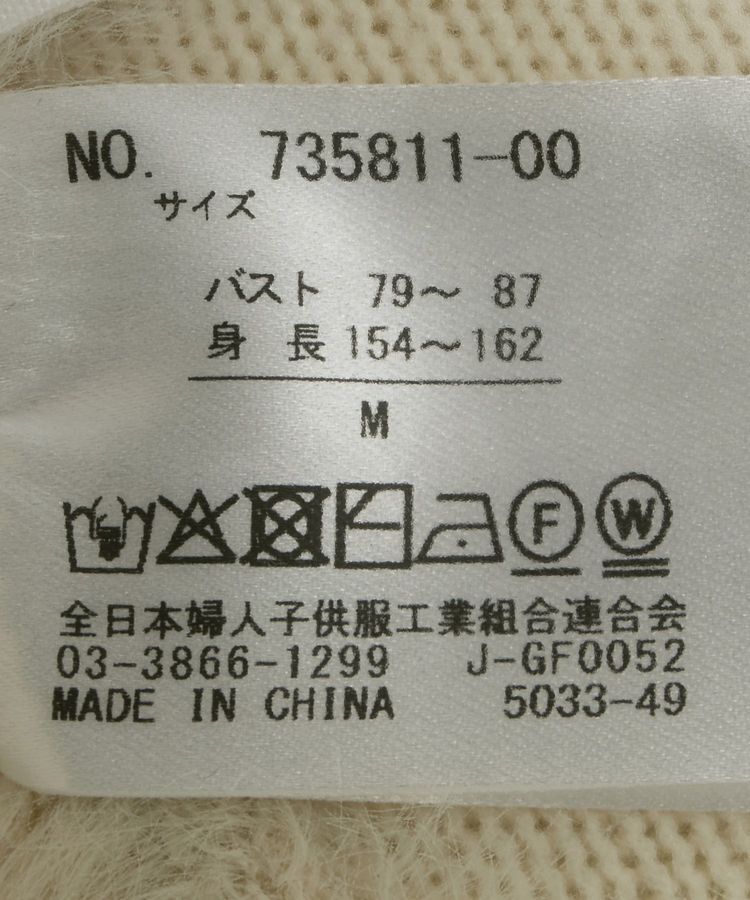 NO. 735811-00
サイズ
バスト 79～ 87
身 長 154～162
M
F W
全日本婦人子供服工業組合連合会
03-3866-1299 J-GF0052
MADE IN CHINA 5033-49